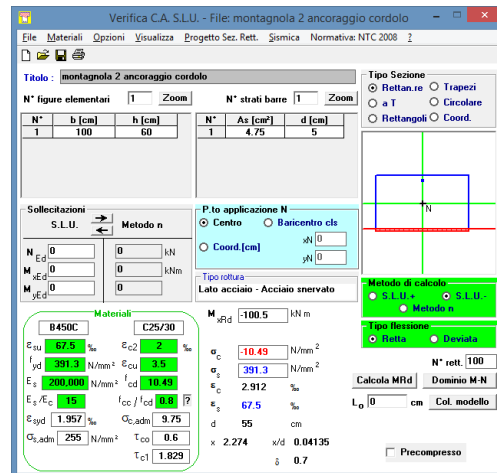 Verifica C.A. S.L.U. - File: montagnola 2 ancoraggio cordolo
File Materiali Opzioni Visualizza Progetto Sez. Rett. Sismica Normativa: NTC 2008 ?
Titolo : montagnola 2 ancoraggio cordolo
N° figure elementari 1 Zoom N° strati barre 1 Zoom
N° b [cm] h [cm]
1 100 60
N° As [cm²] d [cm]
1 4.75 5
Tipo Sezione
Rettan.re Trapezi
a T Circolare
Rettangoli Coord.
N
Sollecitazioni
S.L.U. Metodo n
N Ed 0 0 kN
M xEd 0 0 kNm
M yEd 0 0
P.to applicazione N
Centro Baricentro cls
Coord.[cm] xN 0
yN 0
Tipo rottura
Lato acciaio - Acciaio snervato
Metodo di calcolo
S.L.U.+ S.L.U.-
Metodo n
Tipo flessione
Retta Deviata
Materiali
B450C C25/30
εsu 67.5 ‰ εc2 2 ‰
fyd 391.3 N/mm² εcu 3.5
Es 200,000 N/mm² fcd 10.49
Es/Ec 15 fcc / fcd 0.8 ?
εsyd 1.957 ‰ σc,adm 9.75
σs,adm 255 N/mm² τco 0.6
τc1 1.829
M xRd -100.5 kN m
σc -10.49 N/mm²
σs 391.3 N/mm²
εc 2.912 ‰
εs 67.5 ‰
d 55 cm
x 2.274 x/d 0.04135
δ 0.7
N° rett. 100
Calcola MRd Dominio M-N
Lo 0 cm Col. modello
Precompresso